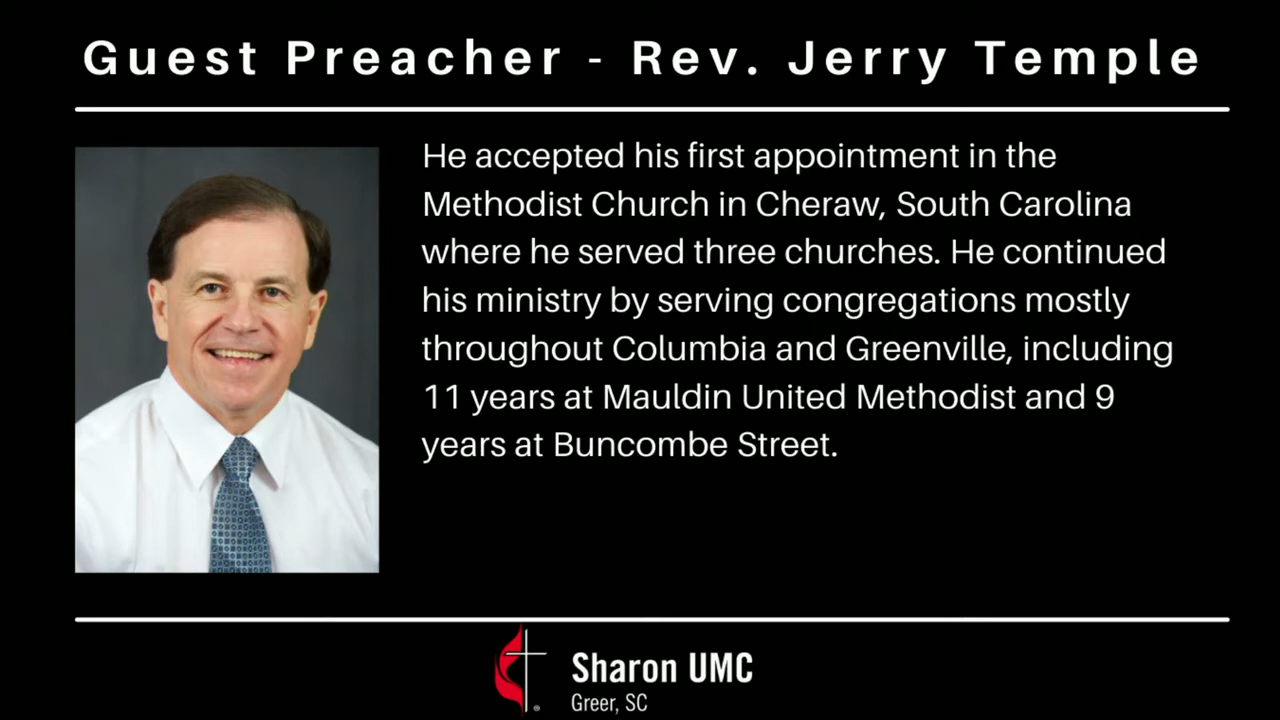 Guest Preacher - Rev. Jerry Temple
He accepted his first appointment in the
Methodist Church in Cheraw, South Carolina
where he served three churches. He continued
his ministry by serving congregations mostly
throughout Columbia and Greenville, including
11 years at Mauldin United Methodist and 9
years at Buncombe Street.
Sharon UMC
Greer, SC
®